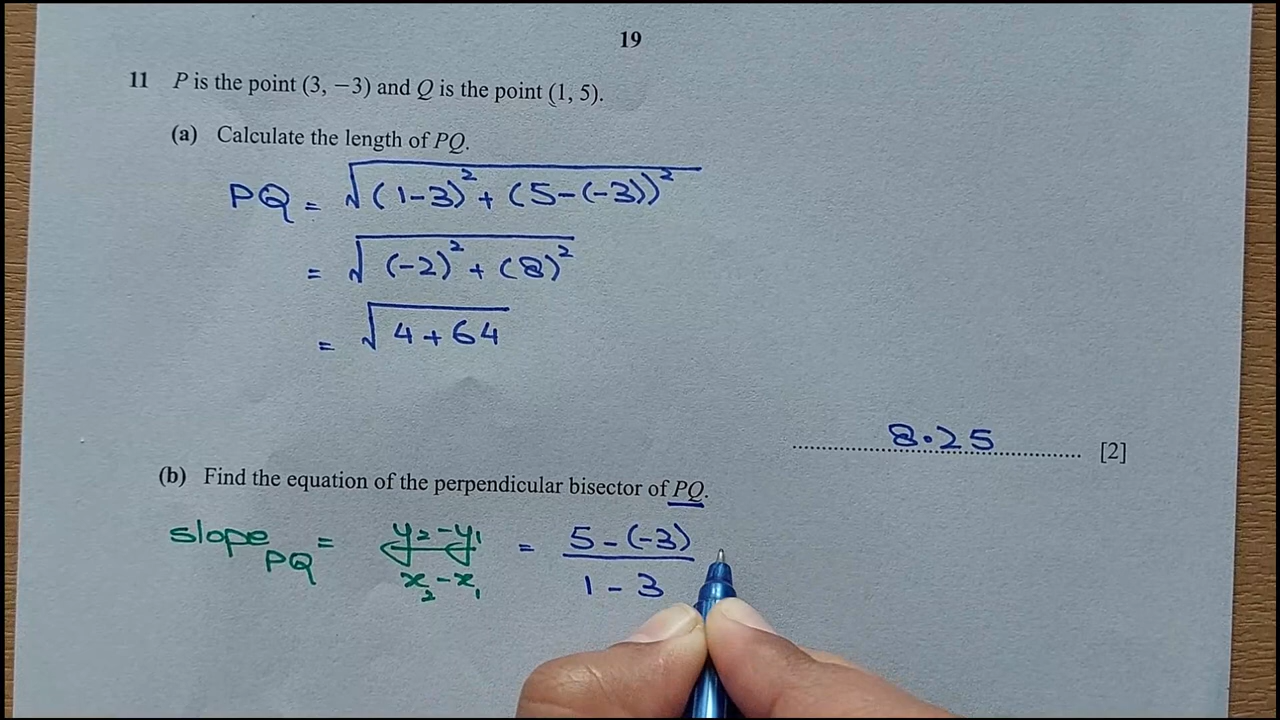 19
11 P is the point (3, −3) and Q is the point (1, 5).
(a) Calculate the length of PQ.
PQ = √((1-3)² + (5-(-3))²)
= √((-2)² + (8)²)
= √(4+64)
8.25 [2]
(b) Find the equation of the perpendicular bisector of PQ.
slope PQ = (y₂-y₁)/(x₂-x₁) = (5-(-3))/(1-3)